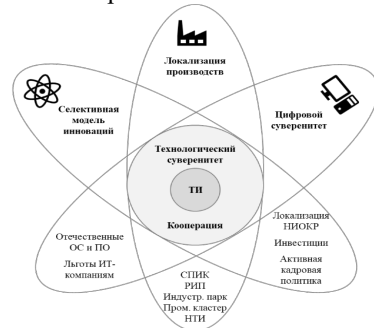 Локализация
производств
Селективная
модель
инноваций
Цифровой
суверенитет
Технологический
суверенитет
ТИ
Кооперация
Отечественные
ОС и ПО
Льготы ИТ-
компаниям
СПИК
РИП
Индустр. парк
Пром. кластер
НТИ
Локализация
НИОКР
Инвестиции
Активная
кадровая
политика